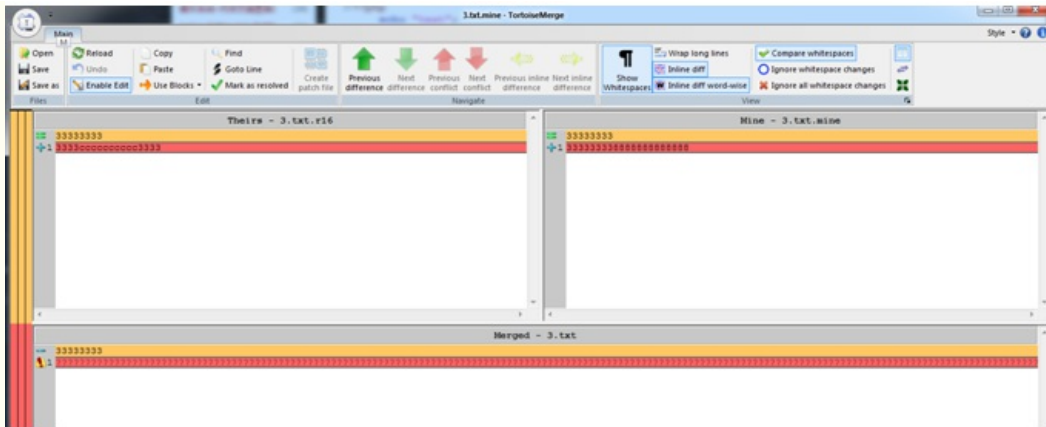 3.txt.mine - TortoiseMerge
Main
Style
Open
Save
Save as
Files
Reload
Undo
Enable Edit
Copy
Paste
Use Blocks
Find
Goto Line
Mark as resolved
Edit
Create patch file
Previous difference
Next difference
Previous conflict
Next conflict
Previous inline difference
Next inline difference
Navigate
Show Whitespaces
Wrap long lines
Inline diff
Inline diff word-wise
Compare whitespaces
Ignore whitespace changes
Ignore all whitespace changes
View
Theirs - 3.txt.r16
33333333
1 3333cccccccccc3333
Mine - 3.txt.mine
33333333
Merged - 3.txt
33333333
1